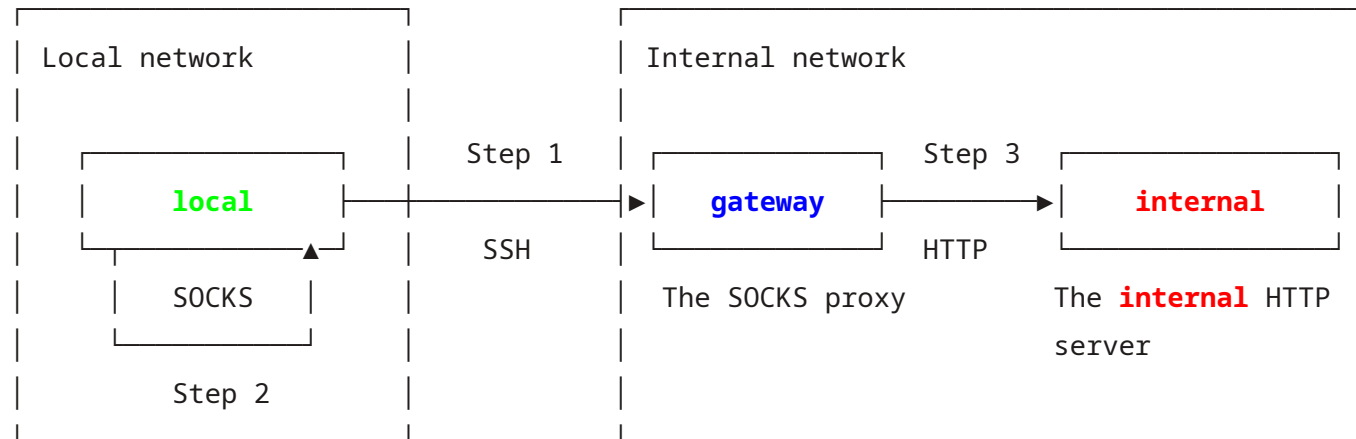 Local network
Internal network
Step 1
Step 3
local
gateway
internal
SSH
HTTP
SOCKS
The SOCKS proxy
The internal HTTP
server
Step 2